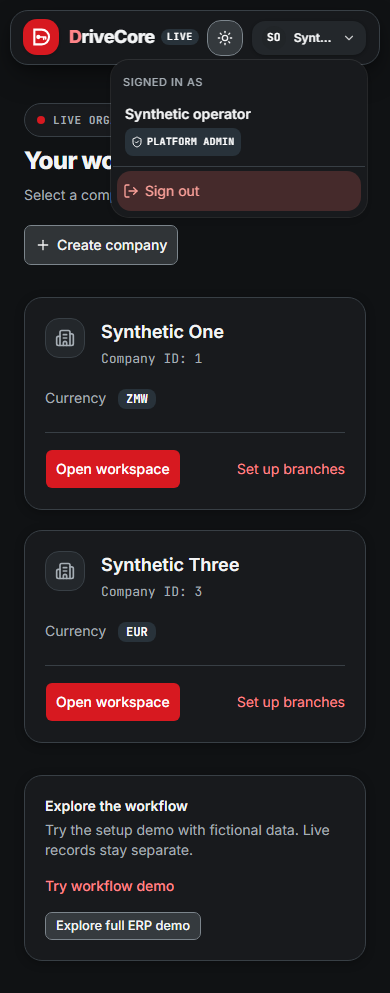 DriveCore LIVE SO Synt...
SIGNED IN AS
Synthetic operator
PLATFORM ADMIN
Sign out
LIVE ORG
Your wo
Select a com
Create company
Synthetic One
Company ID: 1
Currency ZMW
Open workspace Set up branches
Synthetic Three
Company ID: 3
Currency EUR
Open workspace Set up branches
Explore the workflow
Try the setup demo with fictional data. Live
records stay separate.
Try workflow demo
Explore full ERP demo